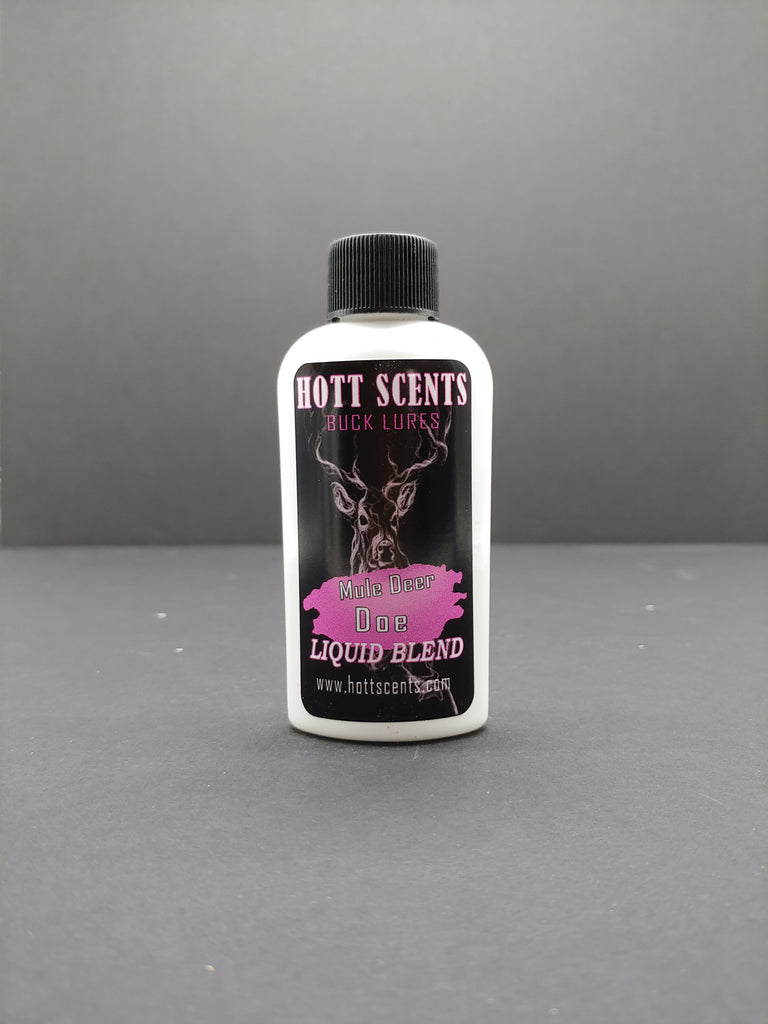 HOTT SCENTS
BUCK LURES
Mule Deer
Doe
LIQUID BLEND
www.hottscents.com